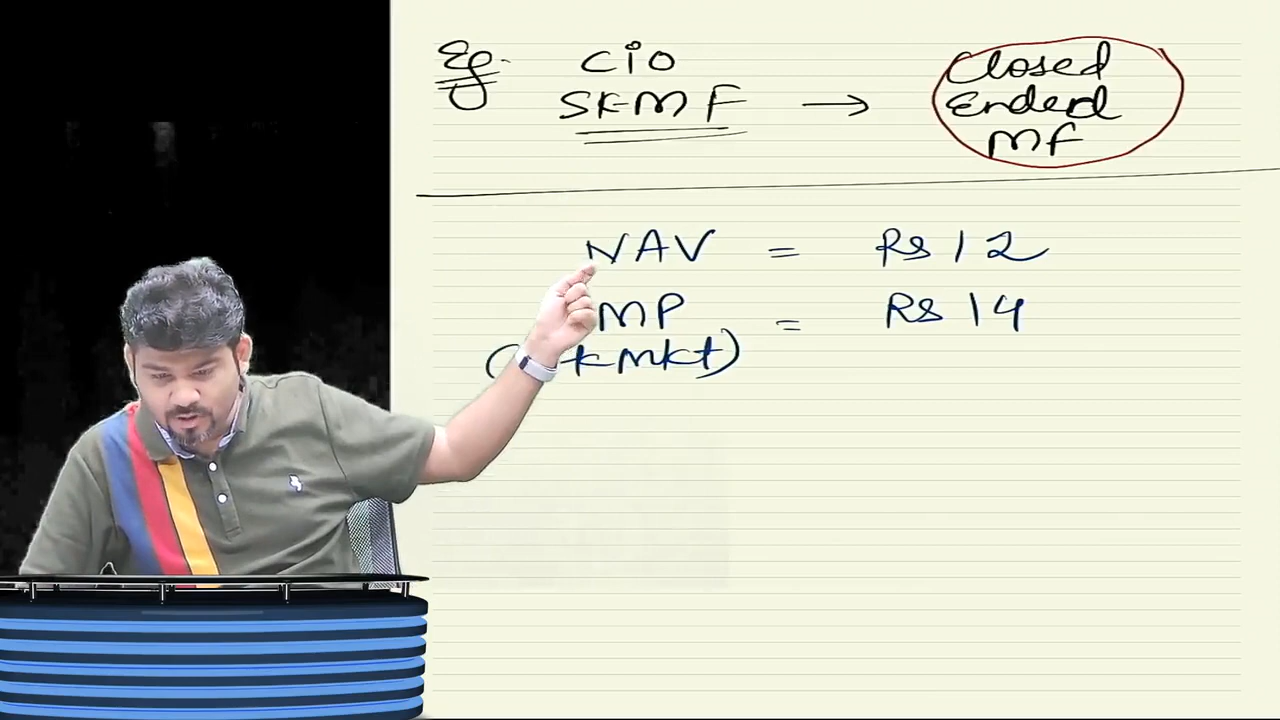 Eg. CIO
SKMF → Closed Ended MF
NAV = Rs 12
MP = Rs 14